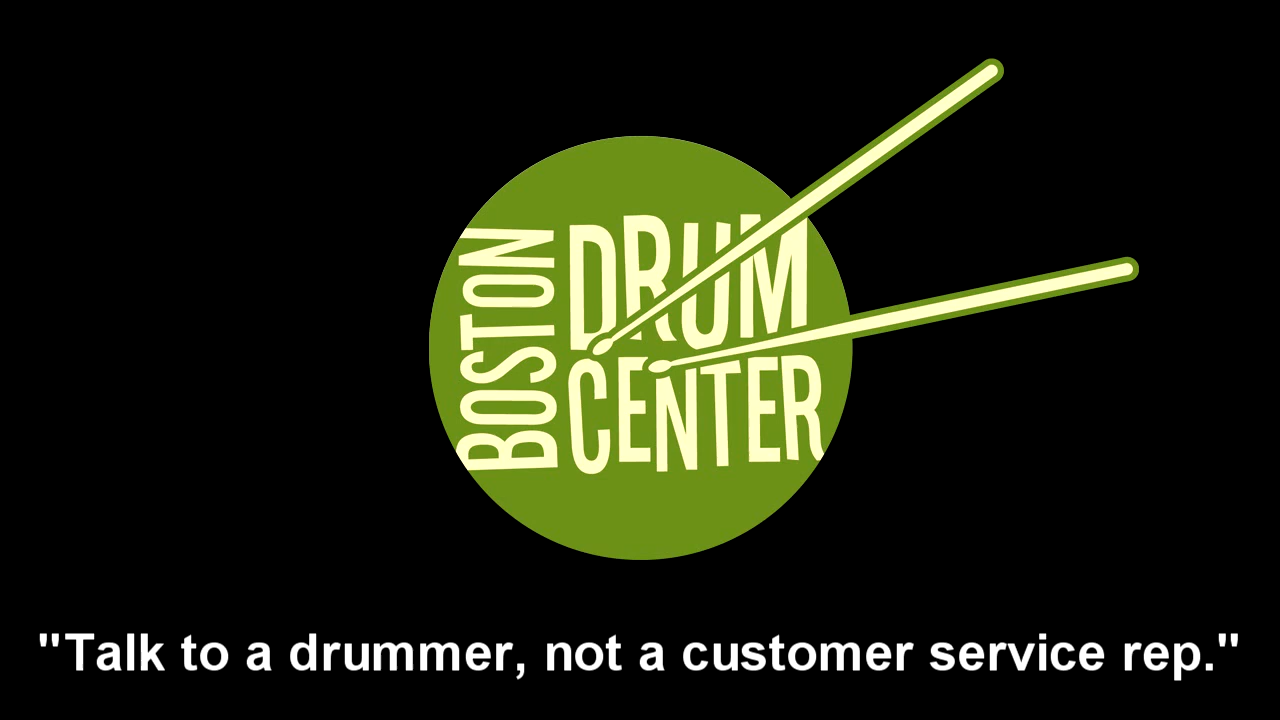 BOSTON
DRUM
CENTER
"Talk to a drummer, not a customer service rep."